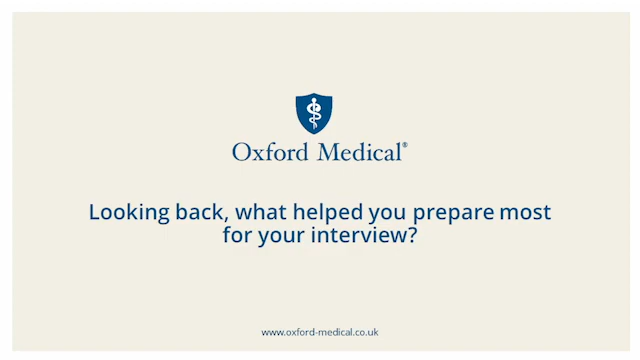 Oxford Medical®
Looking back, what helped you prepare most
for your interview?
www.oxford-medical.co.uk